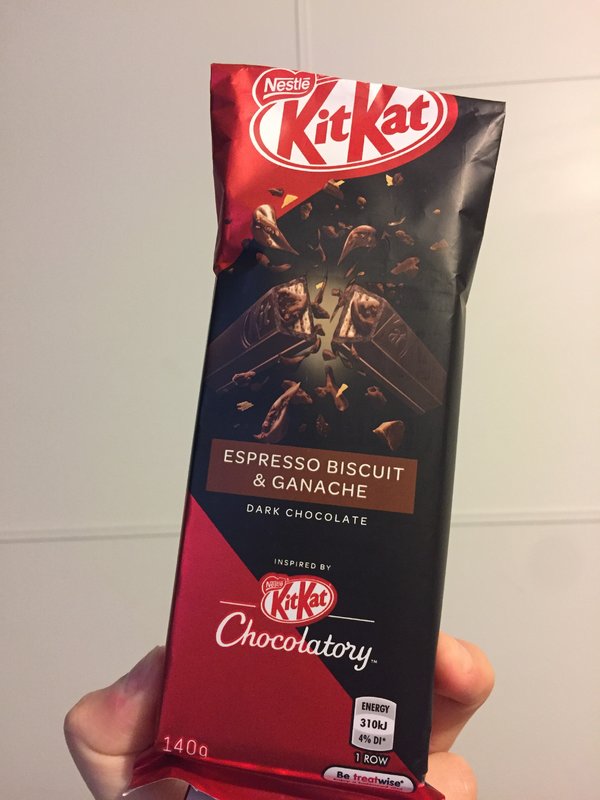 Nestlé
KitKat
ESPRESSO BISCUIT
& GANACHE
DARK CHOCOLATE
INSPIRED BY
Nestlé
KitKat
Chocolatory™
ENERGY
310kJ
4% DI*
1 ROW
140g
Be treatwise®